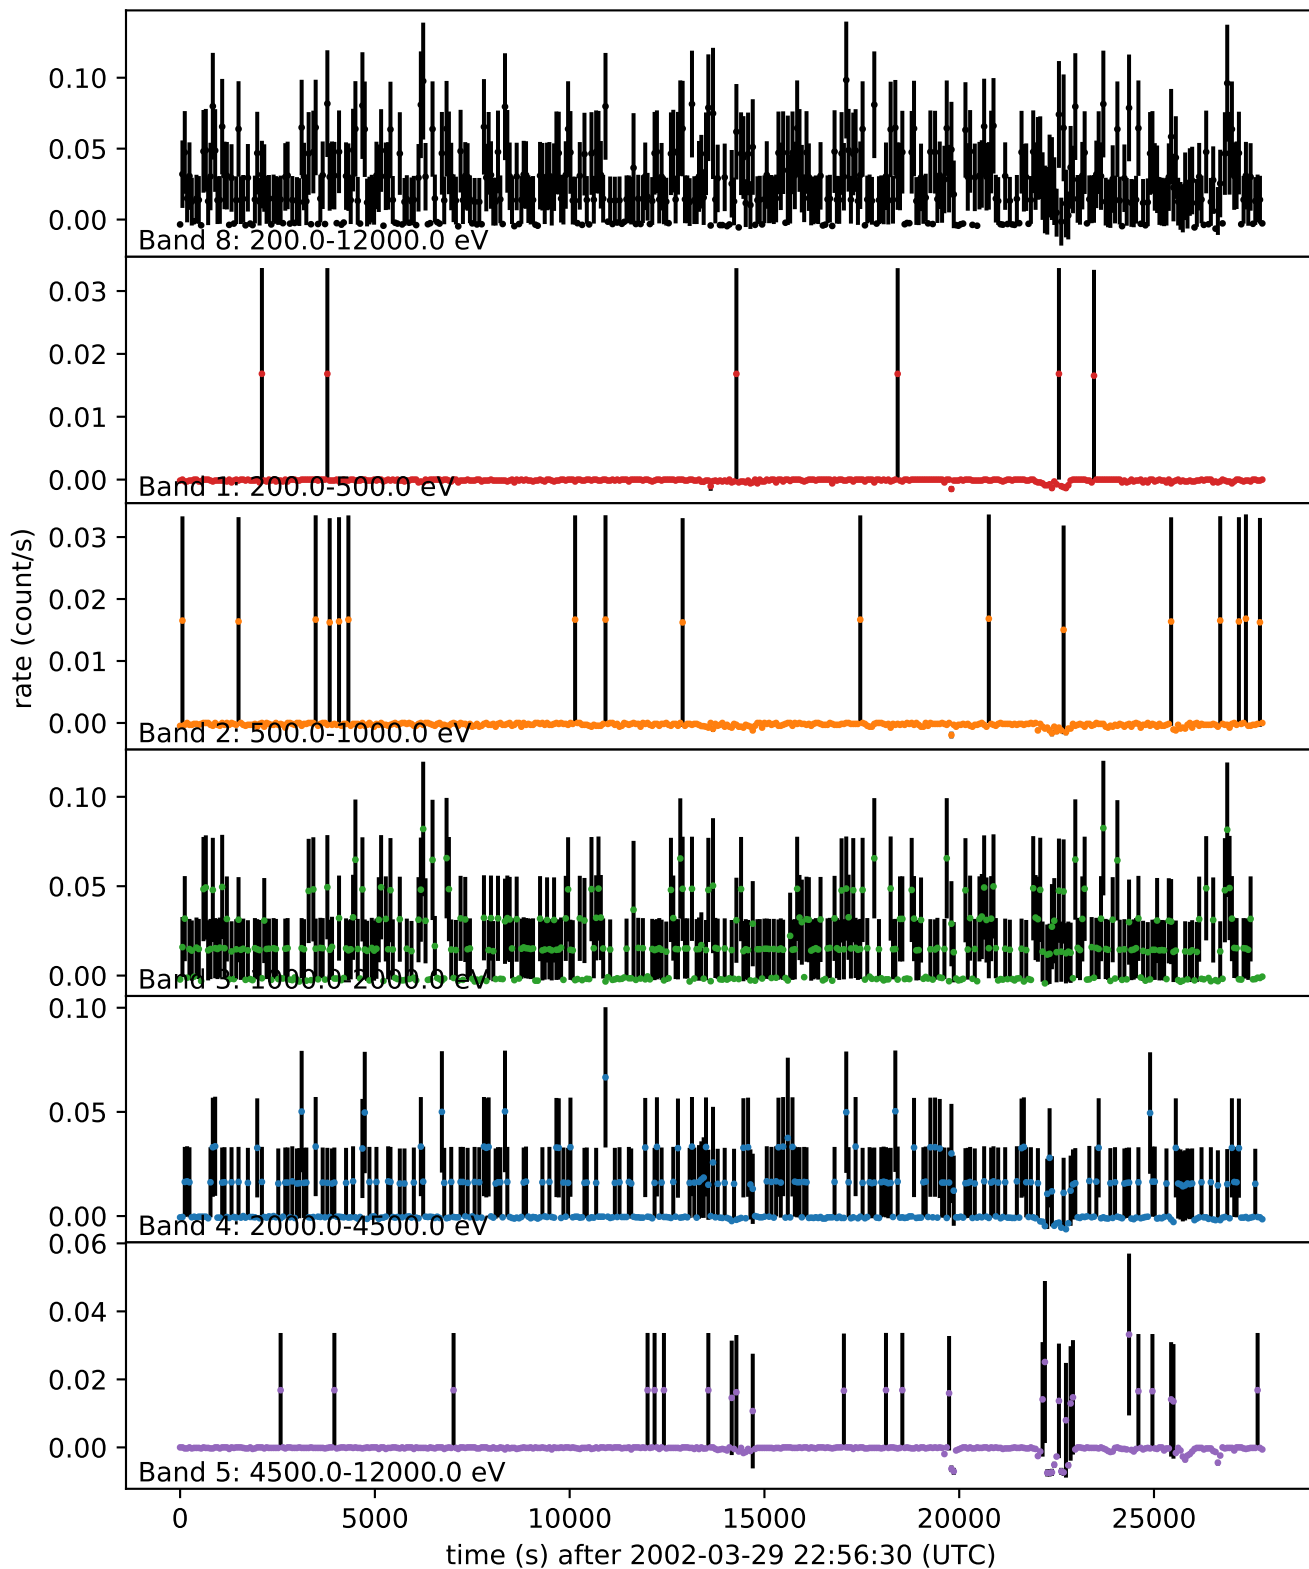 0.10
0.05
0.00
Band 8: 200.0-12000.0 eV
0.03
0.02
0.01
0.00
Band 1: 200.0-500.0 eV
0.03
0.02
0.01
0.00
Band 2: 500.0-1000.0 eV
rate (count/s)
0.10
0.05
0.00
Band 3: 1000.0-2000.0 eV
0.10
0.05
0.00
Band 4: 2000.0-4500.0 eV
0.06
0.04
0.02
0.00
Band 5: 4500.0-12000.0 eV
0 5000 10000 15000 20000 25000
time (s) after 2002-03-29 22:56:30 (UTC)